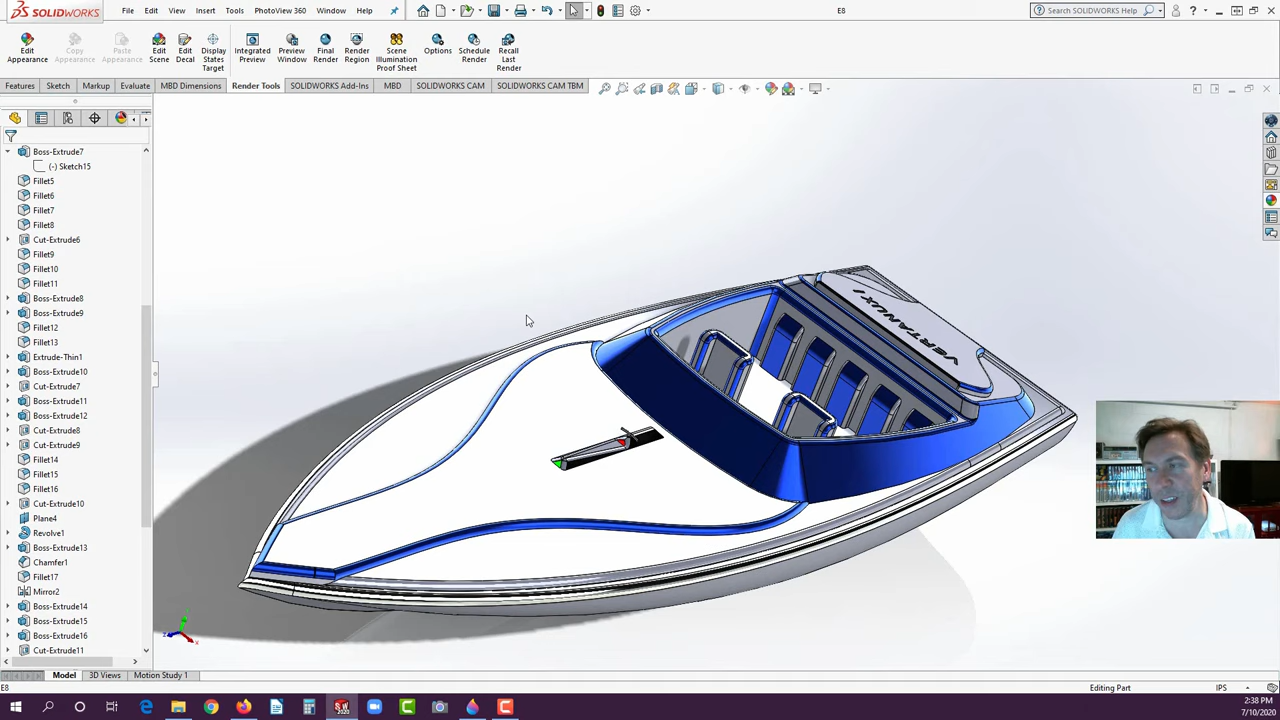 SOLIDWORKS File Edit View Insert Tools PhotoView 360 Window E8 Search SOLIDWORKS Help
Edit Appearance
Copy Appearance
Paste Appearance
Edit Scene
Edit Decal
Display States Target
Integrated Preview
Preview Window
Final Render
Render Region
Scene Illumination Proof Sheet
Options
Schedule Render
Recall Last Render
Features Sketch Markup Evaluate MBD Dimensions Render Tools SOLIDWORKS Add-Ins MBD SOLIDWORKS CAM SOLIDWORKS CAM TBM
Boss-Extrude7
(-) Sketch15
Fillet5
Fillet6
Fillet7
Fillet8
Cut-Extrude6
Fillet9
Fillet10
Fillet11
Boss-Extrude8
Boss-Extrude9
Fillet12
Fillet13
Extrude-Thin1
Boss-Extrude10
Cut-Extrude7
Boss-Extrude11
Boss-Extrude12
Cut-Extrude8
Cut-Extrude9
Fillet14
Fillet15
Fillet16
Cut-Extrude10
Plane4
Revolve1
Boss-Extrude13
Chamfer1
Fillet17
Mirror2
Boss-Extrude14
Boss-Extrude15
Boss-Extrude16
Cut-Extrude11
VERTANUX1
Model 3D Views Motion Study 1
E8 Editing Part IPS
2:38 PM
7/10/2020